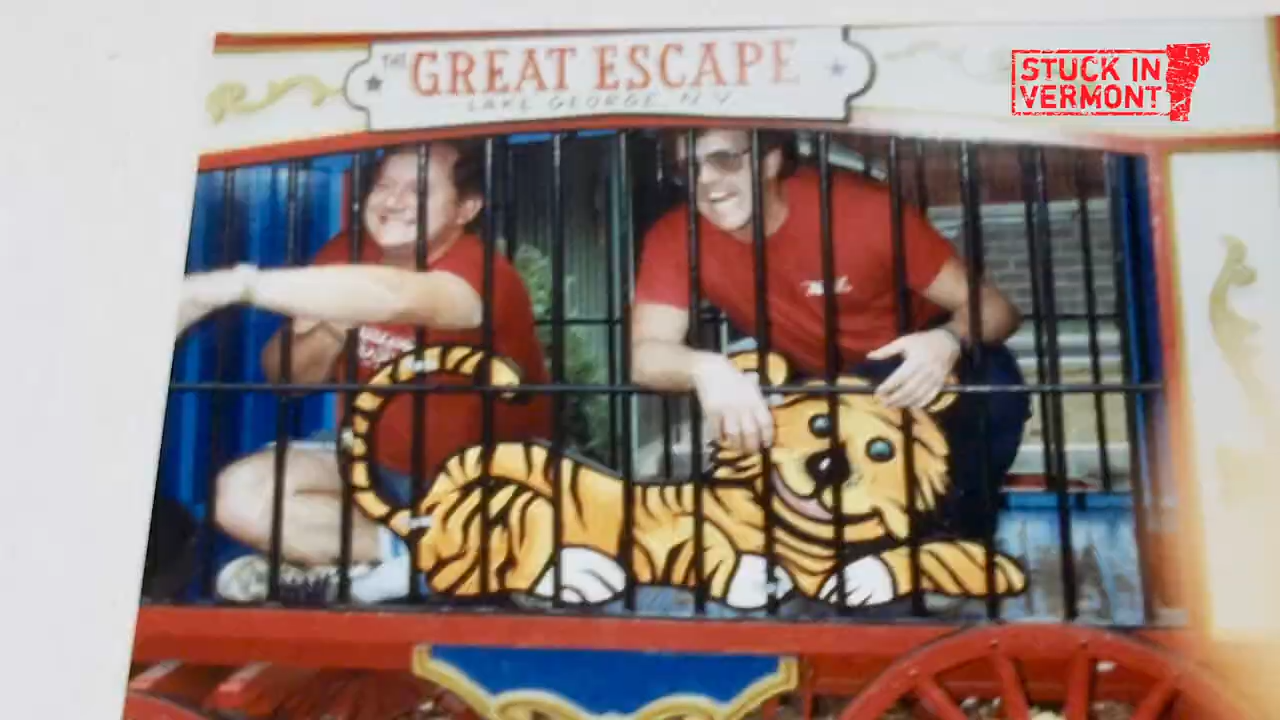 THE
GREAT ESCAPE
LAKE GEORGE, N.Y.
STUCK IN
VERMONT